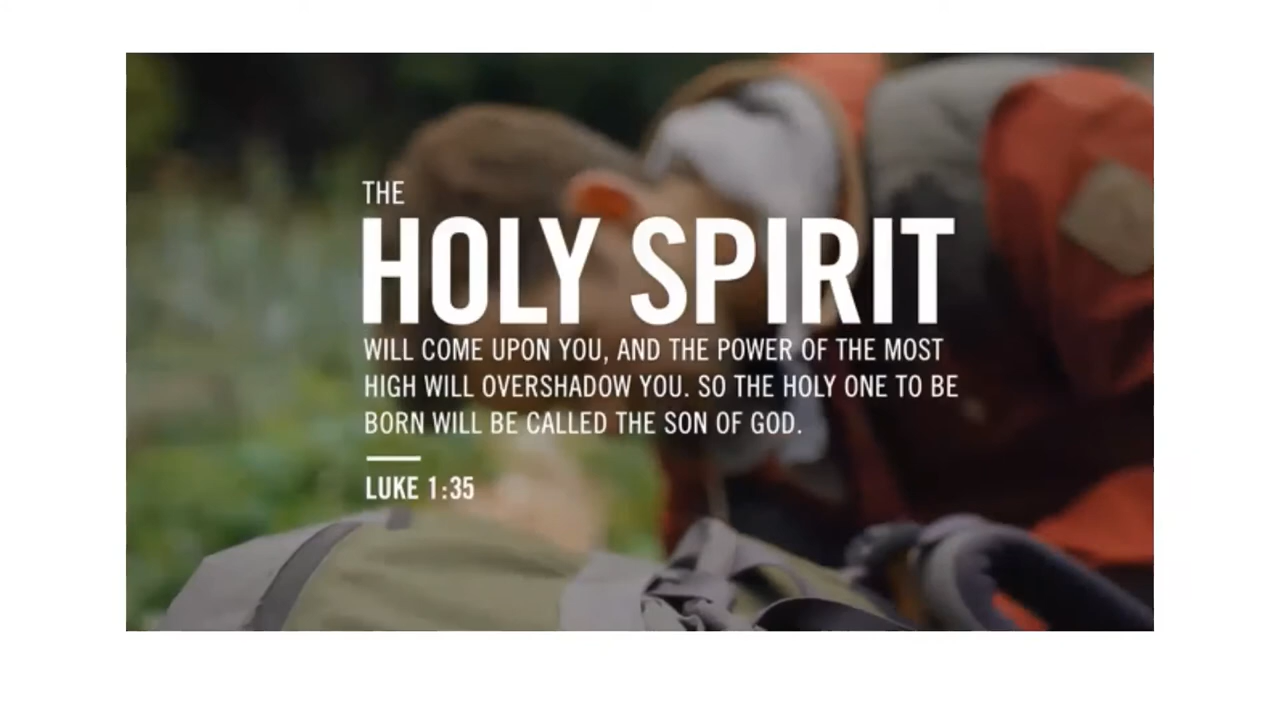 THE
HOLY SPIRIT
WILL COME UPON YOU, AND THE POWER OF THE MOST
HIGH WILL OVERSHADOW YOU. SO THE HOLY ONE TO BE
BORN WILL BE CALLED THE SON OF GOD.
LUKE 1:35